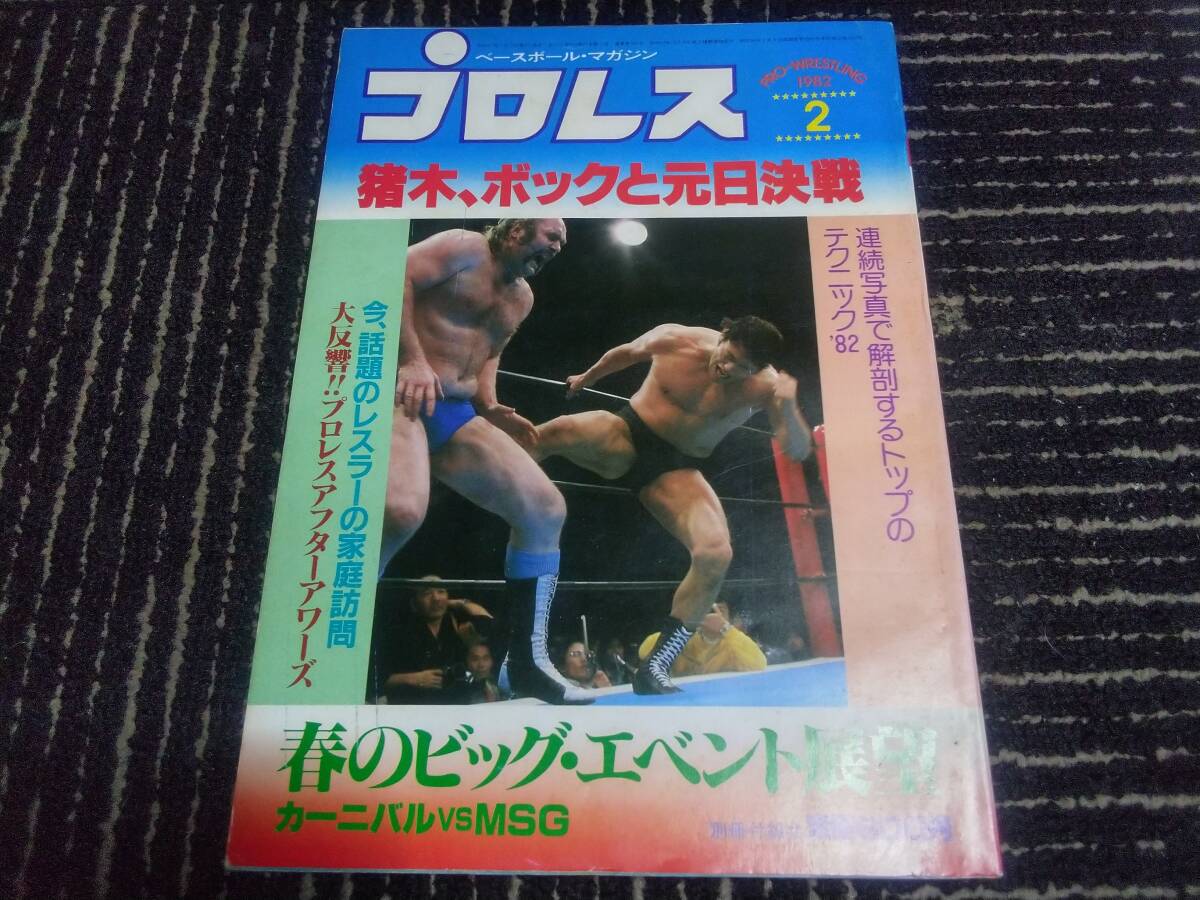 ベースボール・マガジン
プロレス
PRO-WRESTLING
1982
2
猪木、ボックと元日決戦
連続写真で解剖するトップの
テクニック'82
今、話題のレスラーの家庭訪問
大反響!!プロレスアフターアワーズ
春のビッグ・エベント展望
カーニバルVSMSG
別冊付録